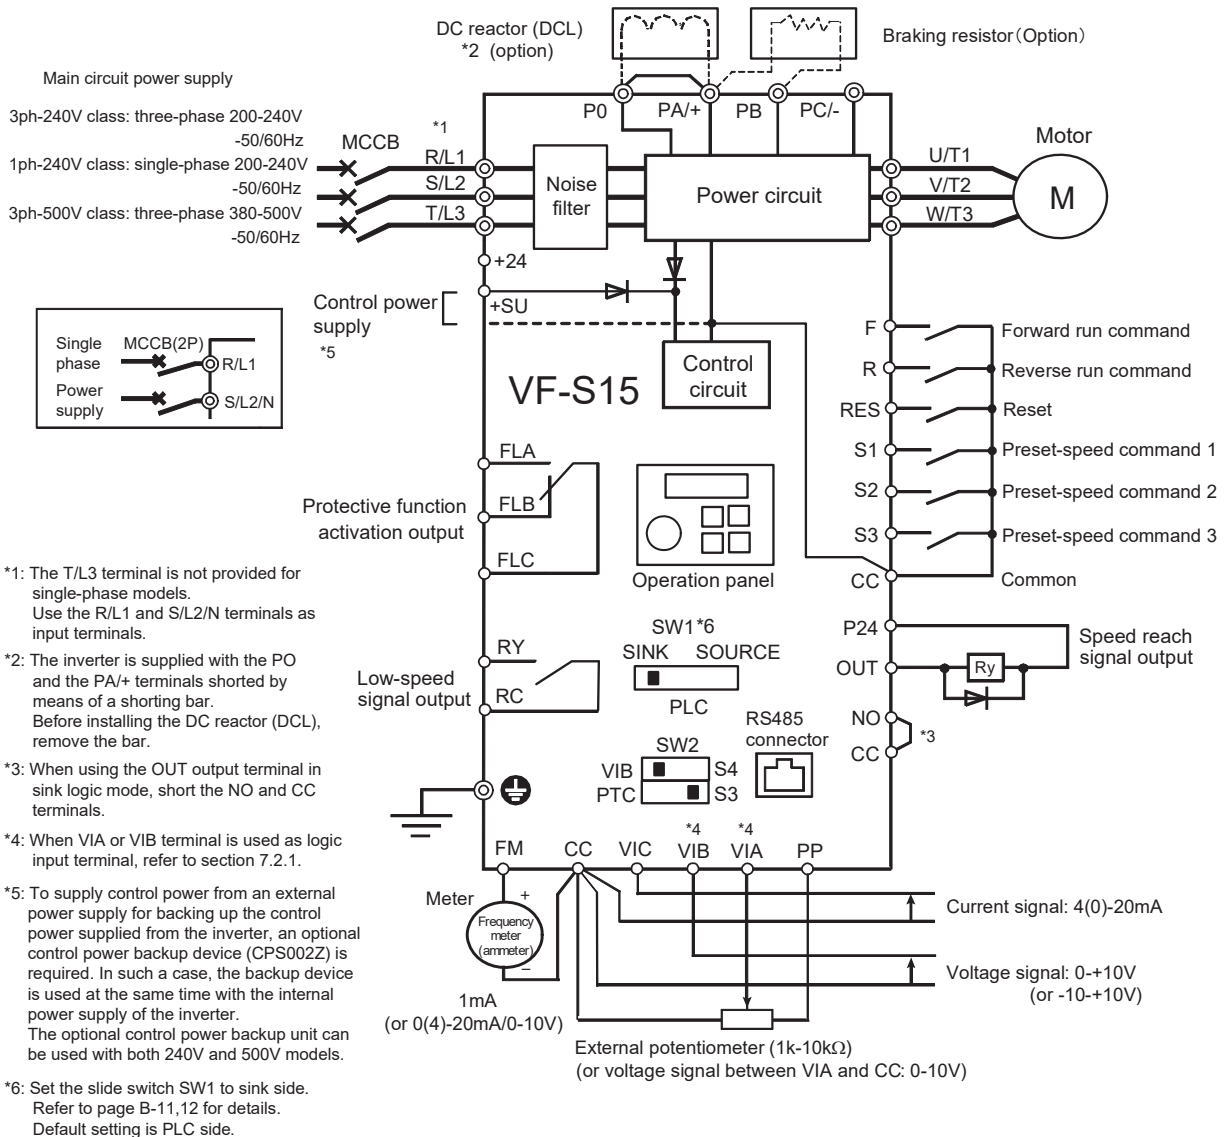 DC reactor (DCL)
*2 (option)
Braking resistor（Option）
Main circuit power supply
3ph-240V class: three-phase 200-240V
-50/60Hz
1ph-240V class: single-phase 200-240V
-50/60Hz
3ph-500V class: three-phase 380-500V
-50/60Hz
MCCB
*1
R/L1
S/L2
T/L3
P0
PA/+
PB
PC/-
Noise
filter
Power circuit
U/T1
V/T2
W/T3
Motor
M
+24
+SU
Control power
supply
*5
Control
circuit
VF-S15
Single
phase
Power
supply
MCCB(2P)
R/L1
S/L2/N
F
Forward run command
R
Reverse run command
RES
Reset
S1
Preset-speed command 1
S2
Preset-speed command 2
S3
Preset-speed command 3
CC
Common
FLA
FLB
FLC
Protective function
activation output
Operation panel
P24
OUT
Ry
Speed reach
signal output
NO
CC
*3
RY
RC
Low-speed
signal output
SW1*6
SINK SOURCE
PLC
SW2
VIB S4
PTC S3
RS485
connector
FM
CC
VIC
*4
VIB
*4
VIA
PP
Meter
+
Frequency
meter
(ammeter)
−
1mA
(or 0(4)-20mA/0-10V)
Current signal: 4(0)-20mA
Voltage signal: 0-+10V
(or -10-+10V)
External potentiometer (1k-10kΩ)
(or voltage signal between VIA and CC: 0-10V)
*1: The T/L3 terminal is not provided for
single-phase models.
Use the R/L1 and S/L2/N terminals as
input terminals.
*2: The inverter is supplied with the PO
and the PA/+ terminals shorted by
means of a shorting bar.
Before installing the DC reactor (DCL),
remove the bar.
*3: When using the OUT output terminal in
sink logic mode, short the NO and CC
terminals.
*4: When VIA or VIB terminal is used as logic
input terminal, refer to section 7.2.1.
*5: To supply control power from an external
power supply for backing up the control
power supplied from the inverter, an optional
control power backup device (CPS002Z) is
required. In such a case, the backup device
is used at the same time with the internal
power supply of the inverter.
The optional control power backup unit can
be used with both 240V and 500V models.
*6: Set the slide switch SW1 to sink side.
Refer to page B-11,12 for details.
Default setting is PLC side.